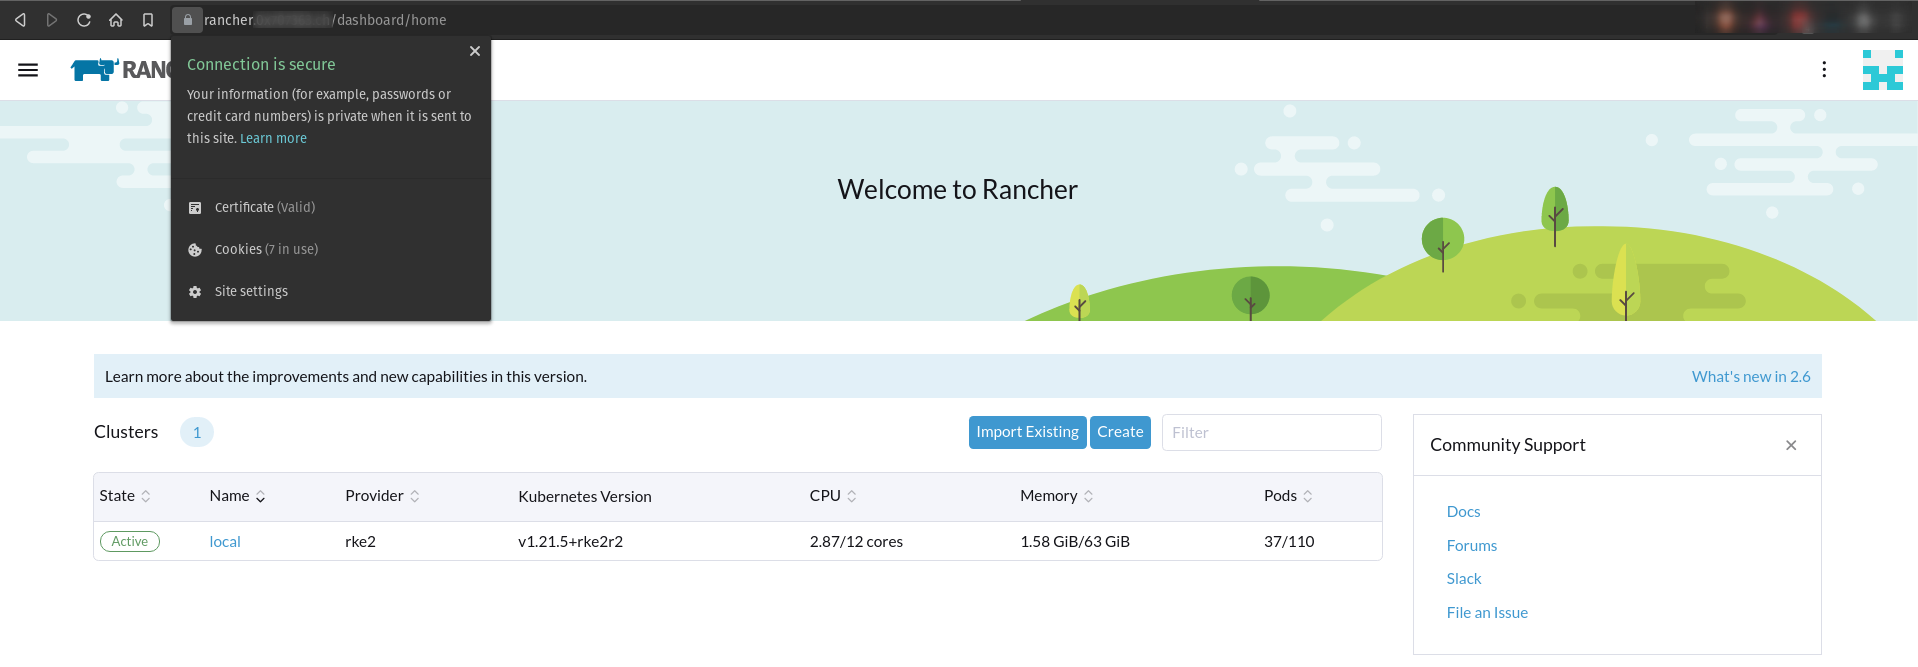 rancher. /dashboard/home
Connection is secure
Your information (for example, passwords or
credit card numbers) is private when it is sent to
this site. Learn more
Certificate (Valid)
Cookies (7 in use)
Site settings
Welcome to Rancher
Learn more about the improvements and new capabilities in this version.
What's new in 2.6
Clusters 1
Import Existing Create Filter
State Name Provider Kubernetes Version CPU Memory Pods
Active local rke2 v1.21.5+rke2r2 2.87/12 cores 1.58 GiB/63 GiB 37/110
Community Support
Docs
Forums
Slack
File an Issue